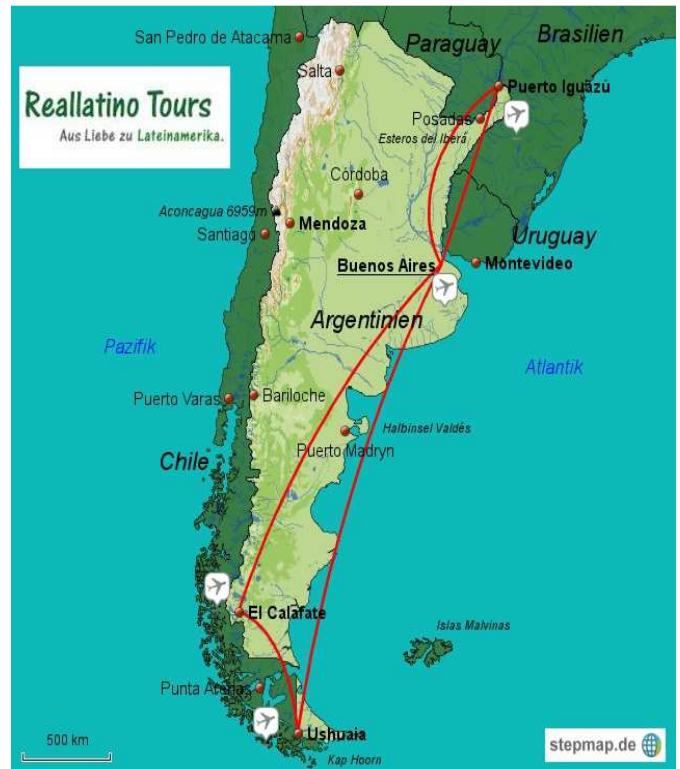 San Pedro de Atacama
Paraguay
Brasilien
Salta
Puerto Iguãzú
Reallatino Tours
Aus Liebe zu Lateinamerika.
Posadas
Esteros del Iberá
Córdoba
Aconcagua 6959m
Mendoza
Santiago
Uruguay
Buenos Aires
Montevideo
Argentinien
Pazifik
Atlantik
Puerto Varas
Bariloche
Halbinsel Valdés
Puerto Madryn
Chile
El Calafate
Islas Malvinas
Punta Arenas
Ushuaia
500 km
stepmap.de
Kap Hoorn